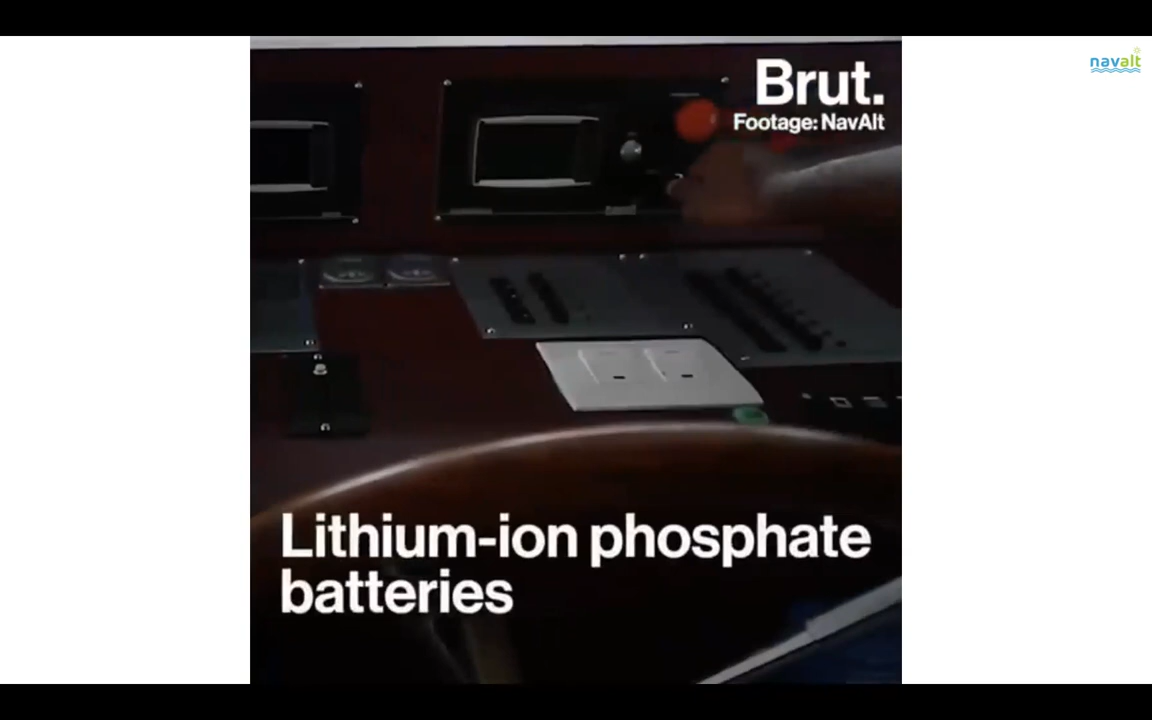 Brut.
Footage: NavAlt
navalt
Lithium-ion phosphate
batteries